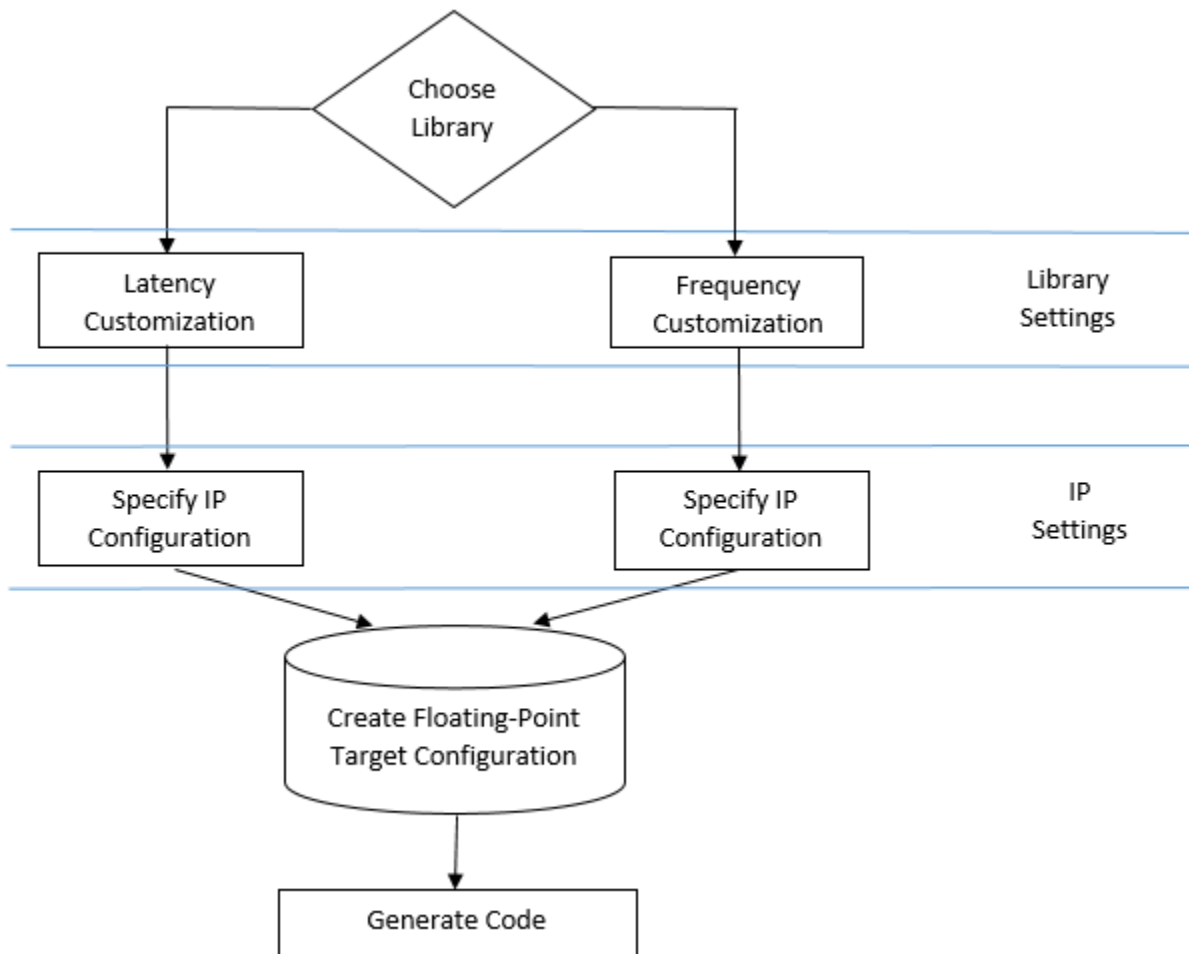 Choose
Library
Latency
Customization
Frequency
Customization
Library
Settings
Specify IP
Configuration
Specify IP
Configuration
IP
Settings
Create Floating-Point
Target Configuration
Generate Code